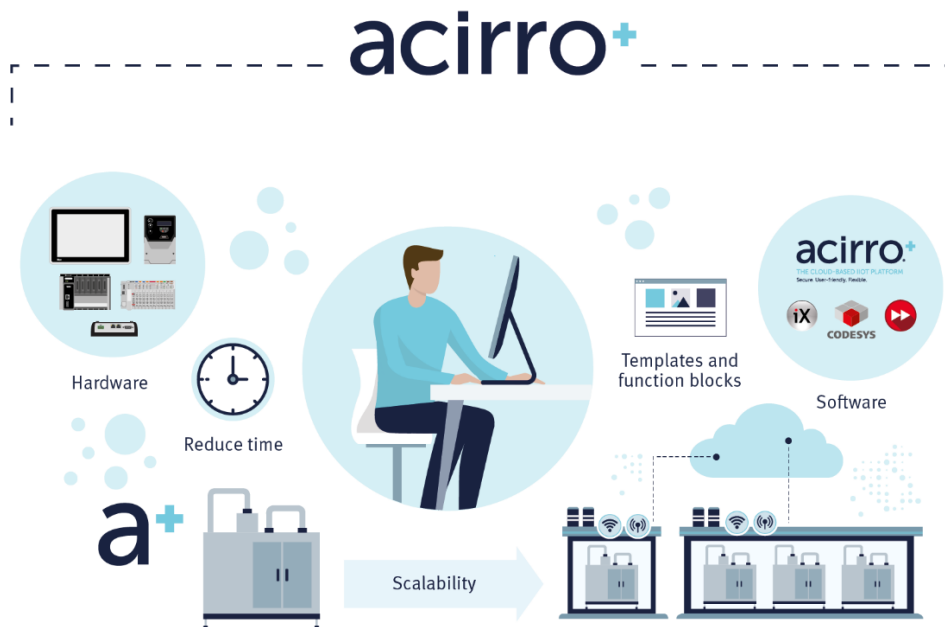 acirro+
acirro+
THE CLOUD-BASED IIOT PLATFORM
Secure. User-friendly. Flexible.
iX
CODESYS
Hardware
Templates and
function blocks
Software
Reduce time
a+
Scalability